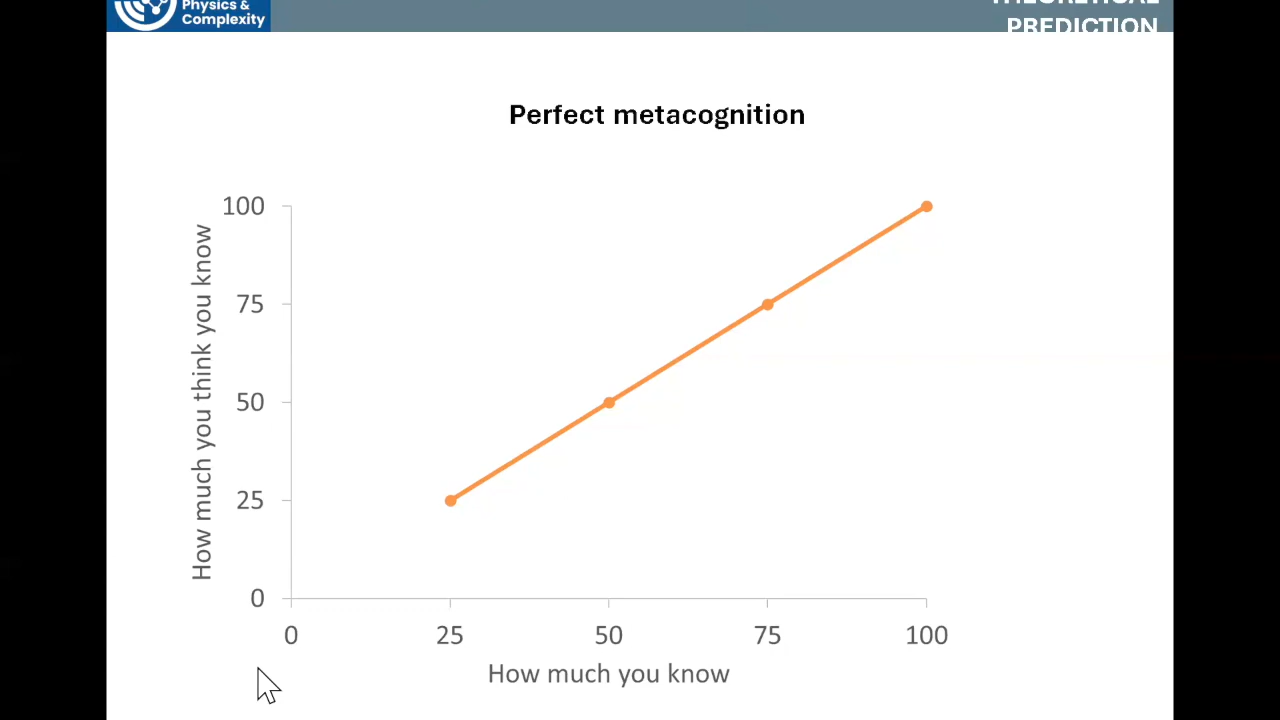 Physics &
Complexity
THEORETICAL
PREDICTION
Perfect metacognition
100
75
50
25
0
How much you think you know
0 25 50 75 100
How much you know